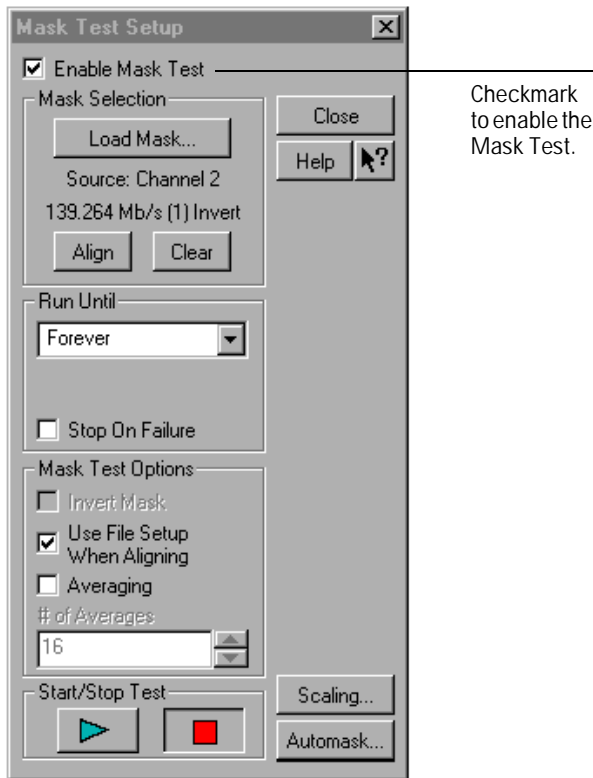 Mask Test Setup
Enable Mask Test
Checkmark
to enable the
Mask Test.
Mask Selection
Load Mask...
Source: Channel 2
139.264 Mb/s (1) Invert
Align Clear
Close
Help ?
Run Until
Forever
Stop On Failure
Mask Test Options
Invert Mask
Use File Setup
When Aligning
Averaging
# of Averages
16
Start/Stop Test
Scaling...
Automask...